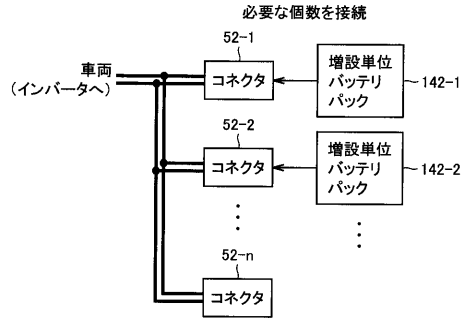 必要な個数を接続
52-1
車両
(インバータへ)
コネクタ
増設単位
バッテリ
パック
142-1
52-2
コネクタ
増設単位
バッテリ
パック
142-2
52-n
コネクタ